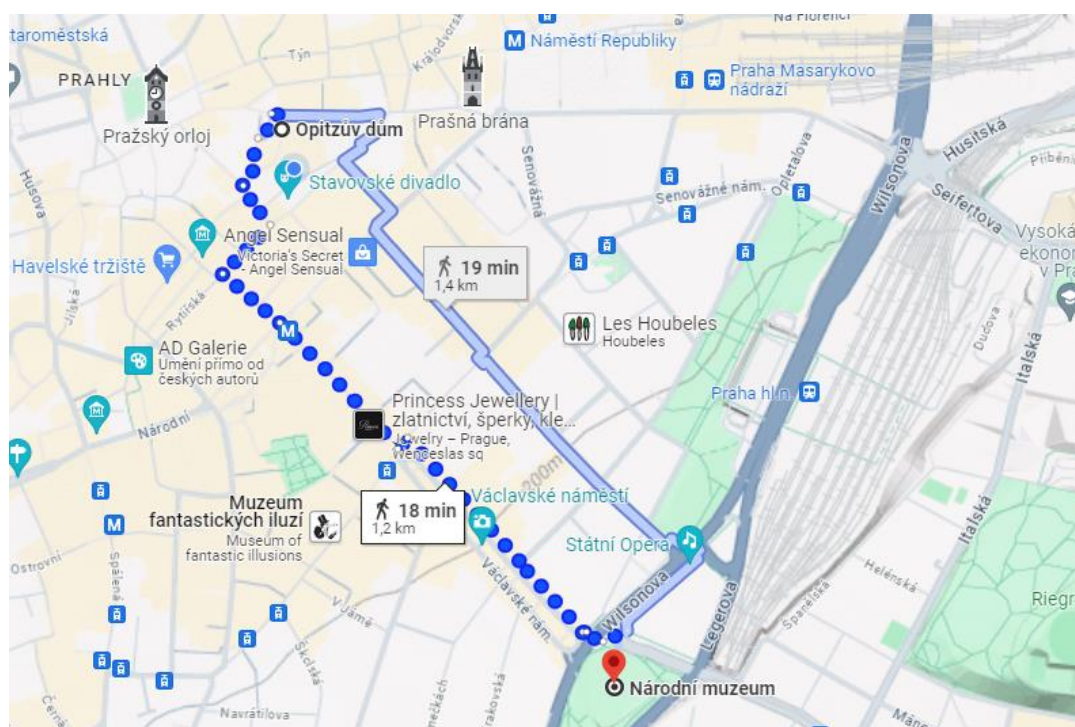 taroměstská
Týn
Králodvorská
Na Florenci
Náměstí Republiky
PRAHLY
Praha Masarykovo
nádraží
Pražský orloj
Opitzův dům
Prašná brána
Husitská
Opletalova
Wilsonova
Senovážná
Senovážné nám.
Seifertova
Husova
Stavovské divadlo
Angel Sensual
Victoria's Secret
- Angel Sensual
Havelské tržiště
19 min
1,4 km
Vysoká
ekonom
v Pra
Jilská
Rytířská
Les Houbeles
Houbeles
AD Galerie
Umění přímo od
českých autorů
Italská
Praha hl.n.
Princess Jewellery |
zlatnictví, šperky, kle...
Jewelry – Prague,
Wenceslas sq
Národní
200m
Václavské náměstí
18 min
1,2 km
Muzeum
fantastických iluzí
Museum of
fantastic illusions
Státní Opera
Italská
Ostrovní
Spálená
Václavské nám.
Wilsonova
Helénská
V Jámě
Legerova
Španělská
Riegr
Školská
Národní muzeum
Navrátilova
Mánes